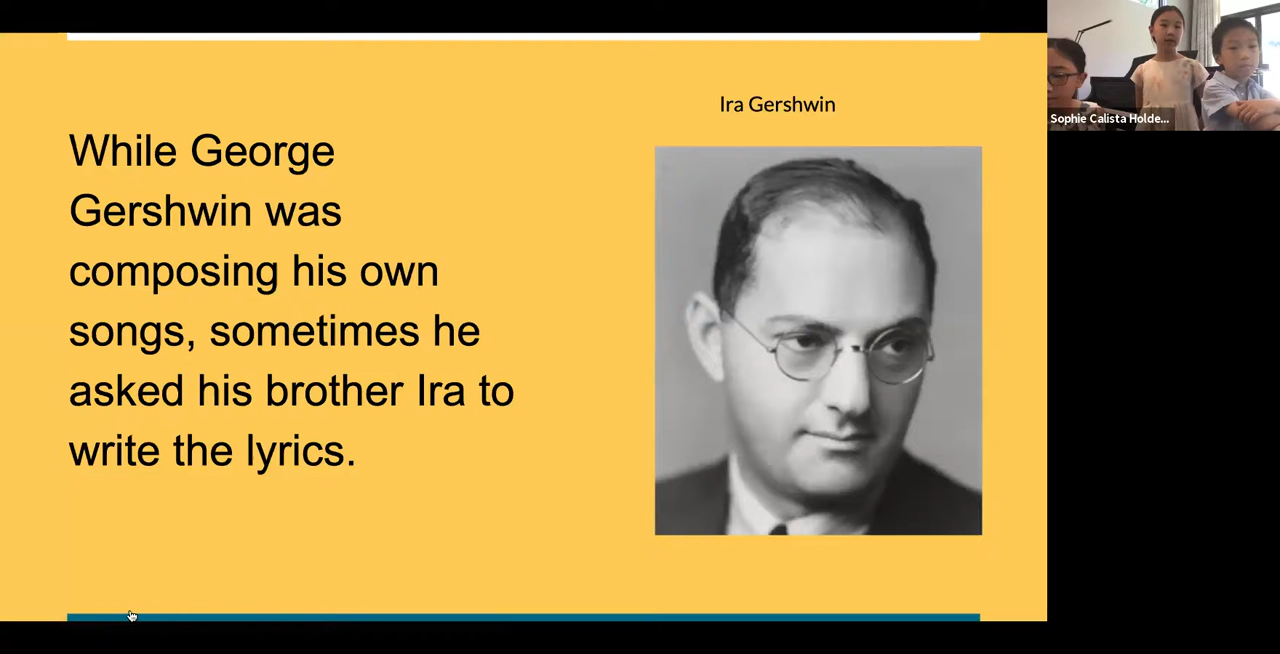 While George
Gershwin was
composing his own
songs, sometimes he
asked his brother Ira to
write the lyrics.
Ira Gershwin
Sophie Calista Holde...